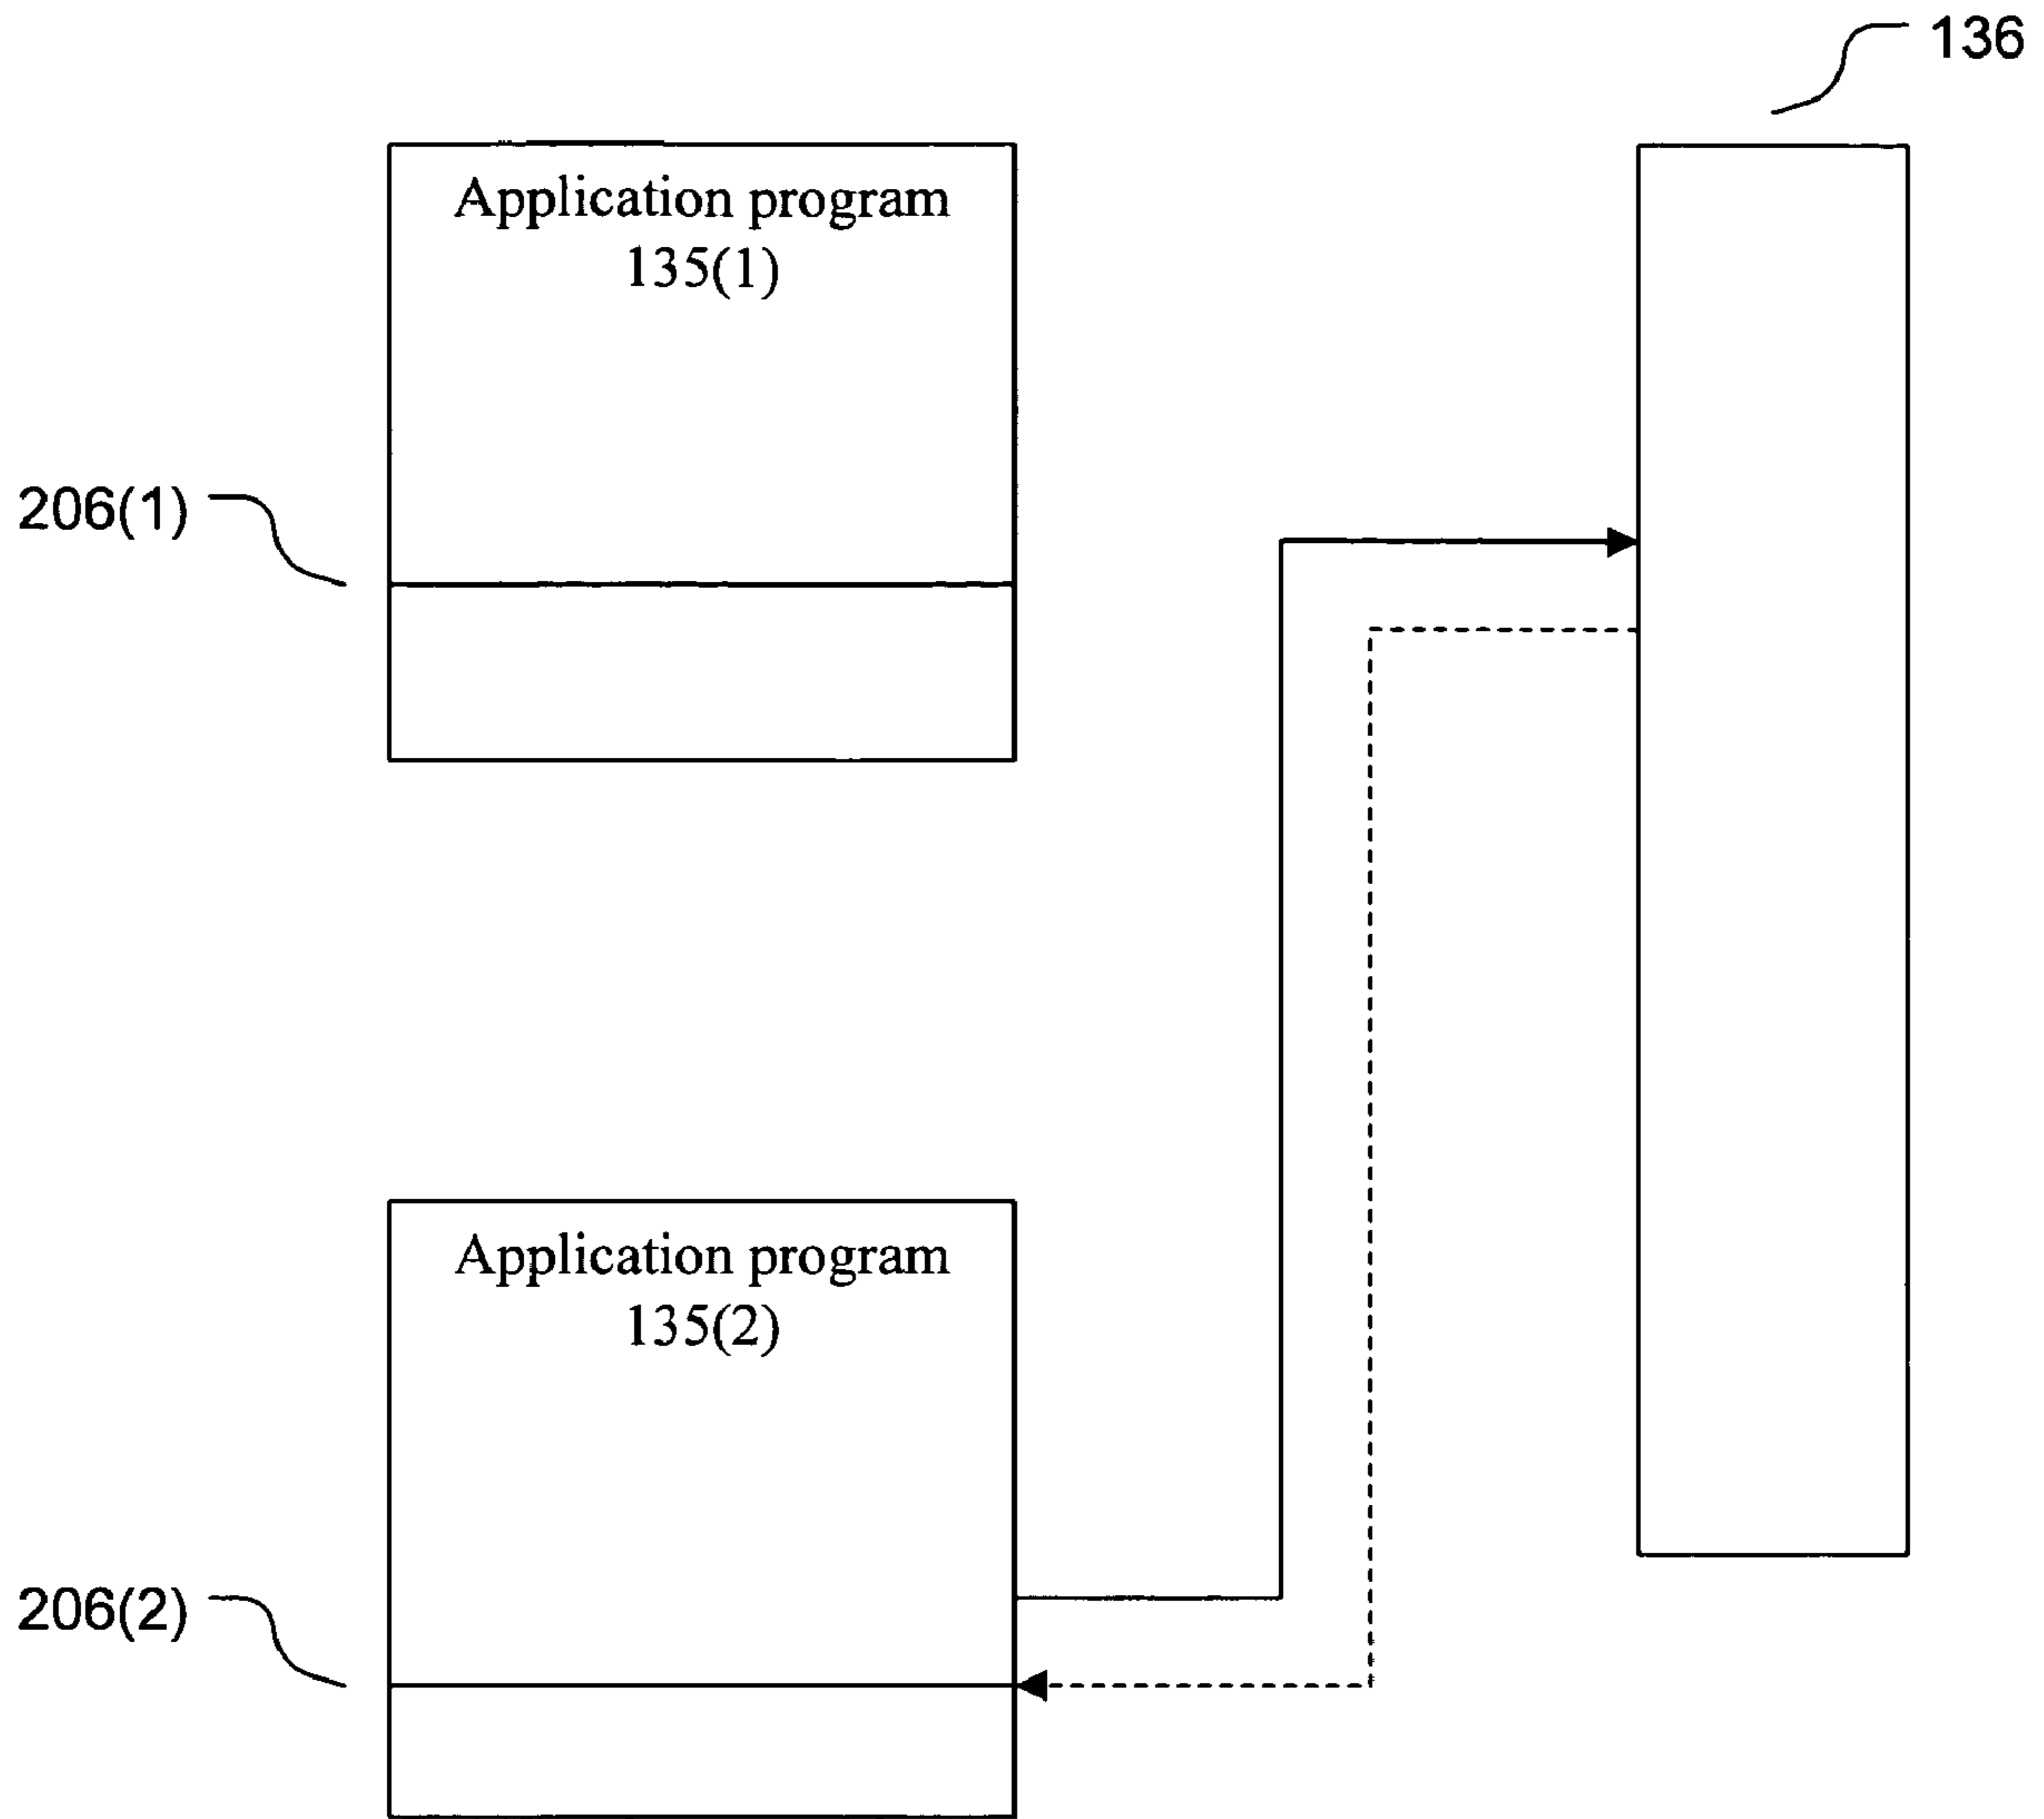 136
Application program
135(1)
206(1)
Application program
135(2)
206(2)